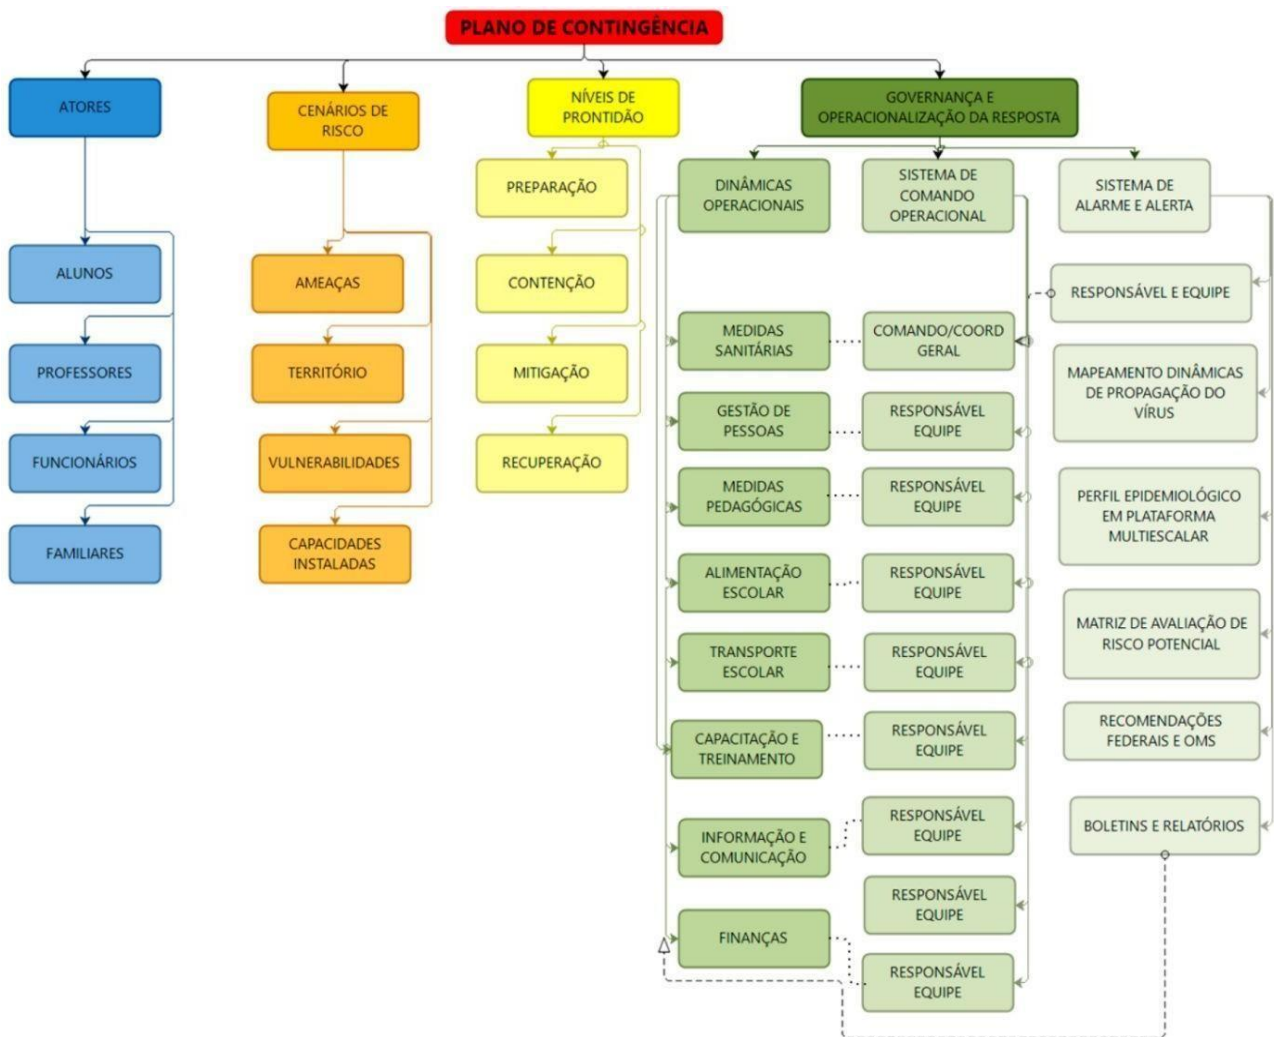 PLANO DE CONTINGÊNCIA
ATORES
ALUNOS
PROFESSORES
FUNCIONÁRIOS
FAMILIARES
CENÁRIOS DE
RISCO
AMEAÇAS
TERRITÓRIO
VULNERABILIDADES
CAPACIDADES
INSTALADAS
NÍVEIS DE
PRONTIDÃO
PREPARAÇÃO
CONTENÇÃO
MITIGAÇÃO
RECUPERAÇÃO
GOVERNANÇA E
OPERACIONALIZAÇÃO DA RESPOSTA
DINÂMICAS
OPERACIONAIS
MEDIDAS
SANITÁRIAS
GESTÃO DE
PESSOAS
MEDIDAS
PEDAGÓGICAS
ALIMENTAÇÃO
ESCOLAR
TRANSPORTE
ESCOLAR
CAPACITAÇÃO E
TREINAMENTO
INFORMAÇÃO E
COMUNICAÇÃO
FINANÇAS
SISTEMA DE
COMANDO
OPERACIONAL
COMANDO/COORD
GERAL
RESPONSÁVEL
EQUIPE
RESPONSÁVEL
EQUIPE
RESPONSÁVEL
EQUIPE
RESPONSÁVEL
EQUIPE
RESPONSÁVEL
EQUIPE
RESPONSÁVEL
EQUIPE
RESPONSÁVEL
EQUIPE
RESPONSÁVEL
EQUIPE
SISTEMA DE
ALARME E ALERTA
RESPONSÁVEL E EQUIPE
MAPEAMENTO DINÂMICAS
DE PROPAGAÇÃO DO
VÍRUS
PERFIL EPIDEMIOLÓGICO
EM PLATAFORMA
MULTIESCALAR
MATRIZ DE AVALIAÇÃO DE
RISCO POTENCIAL
RECOMENDAÇÕES
FEDERAIS E OMS
BOLETINS E RELATÓRIOS